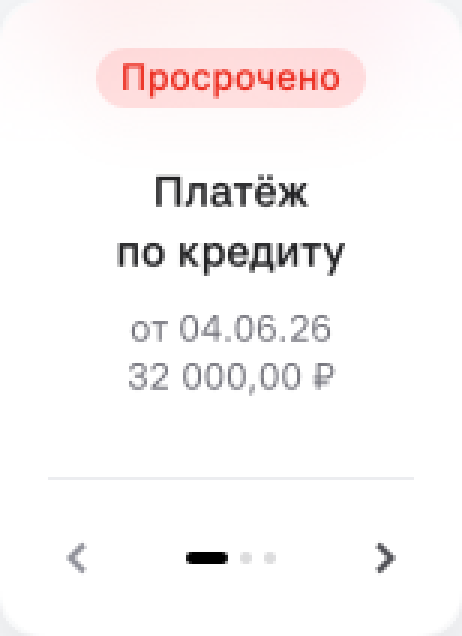 Просрочено
Платёж
по кредиту
от 04.06.26
32 000,00 ₽